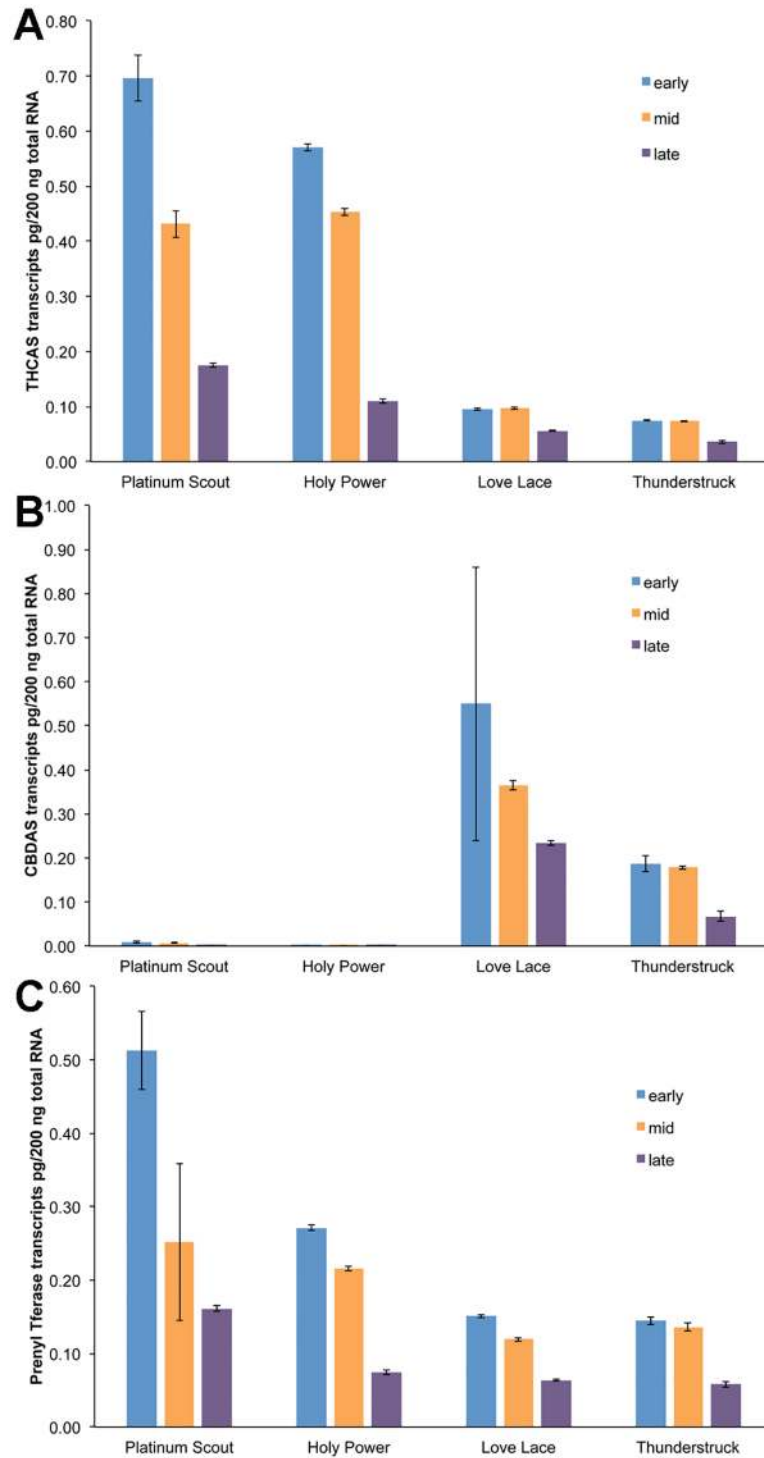 A
THCAS transcripts pg/200 ng total RNA
0.80
0.70
0.60
0.50
0.40
0.30
0.20
0.10
0.00
early
mid
late
Platinum Scout
Holy Power
Love Lace
Thunderstruck
B
CBDAS transcripts pg/200 ng total RNA
1.00
0.90
0.80
0.70
0.60
0.50
0.40
0.30
0.20
0.10
0.00
early
mid
late
Platinum Scout
Holy Power
Love Lace
Thunderstruck
C
Prenyl Tferase transcripts pg/200 ng total RNA
0.60
0.50
0.40
0.30
0.20
0.10
0.00
early
mid
late
Platinum Scout
Holy Power
Love Lace
Thunderstruck